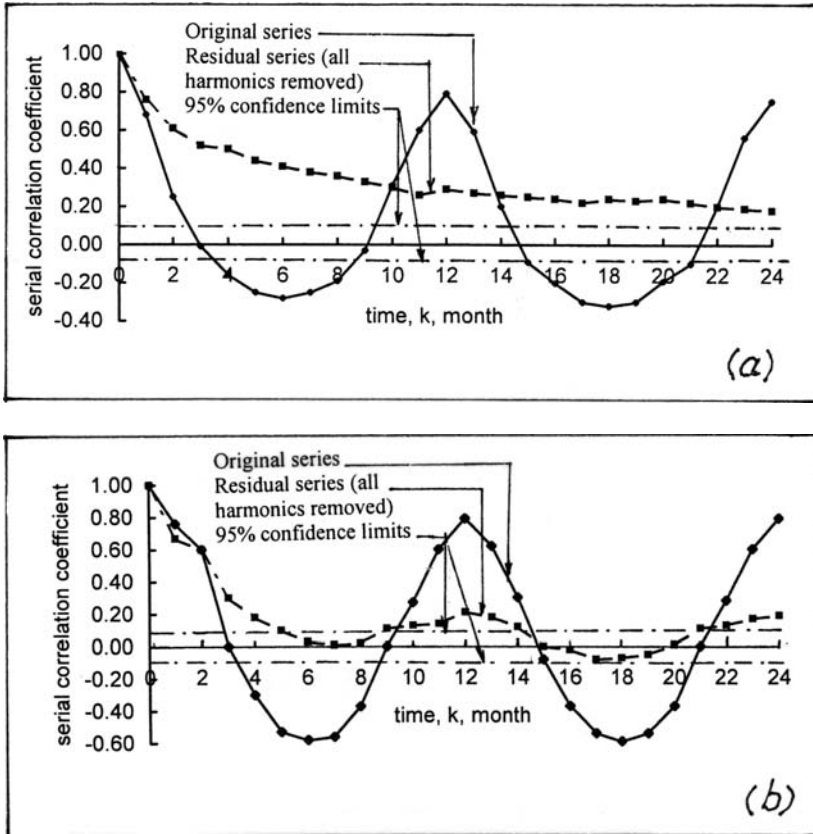 Original series
Residual series (all
harmonics removed)
95% confidence limits
serial correlation coefficient
1.00
0.80
0.60
0.40
0.20
0.00
-0.20
-0.40
0 2 4 6 8 10 12 14 16 18 20 22 24
time, k, month
(a)
Original series
Residual series (all
harmonics removed)
95% confidence limits
serial correlation coefficient
1.00
0.80
0.60
0.40
0.20
0.00
-0.20
-0.40
-0.60
0 2 4 6 8 10 12 14 16 18 20 22 24
time, k, month
(b)